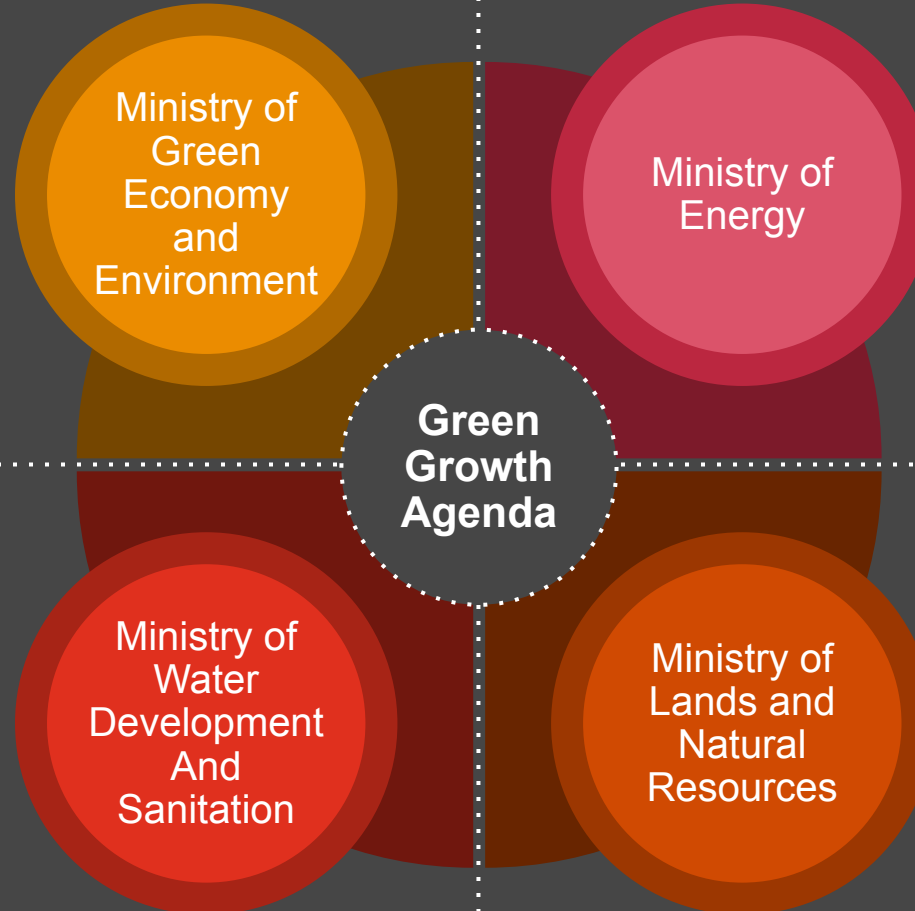 Ministry of
Green
Economy
and
Environment
Ministry of
Energy
Green
Growth
Agenda
Ministry of
Water
Development
And
Sanitation
Ministry of
Lands and
Natural
Resources